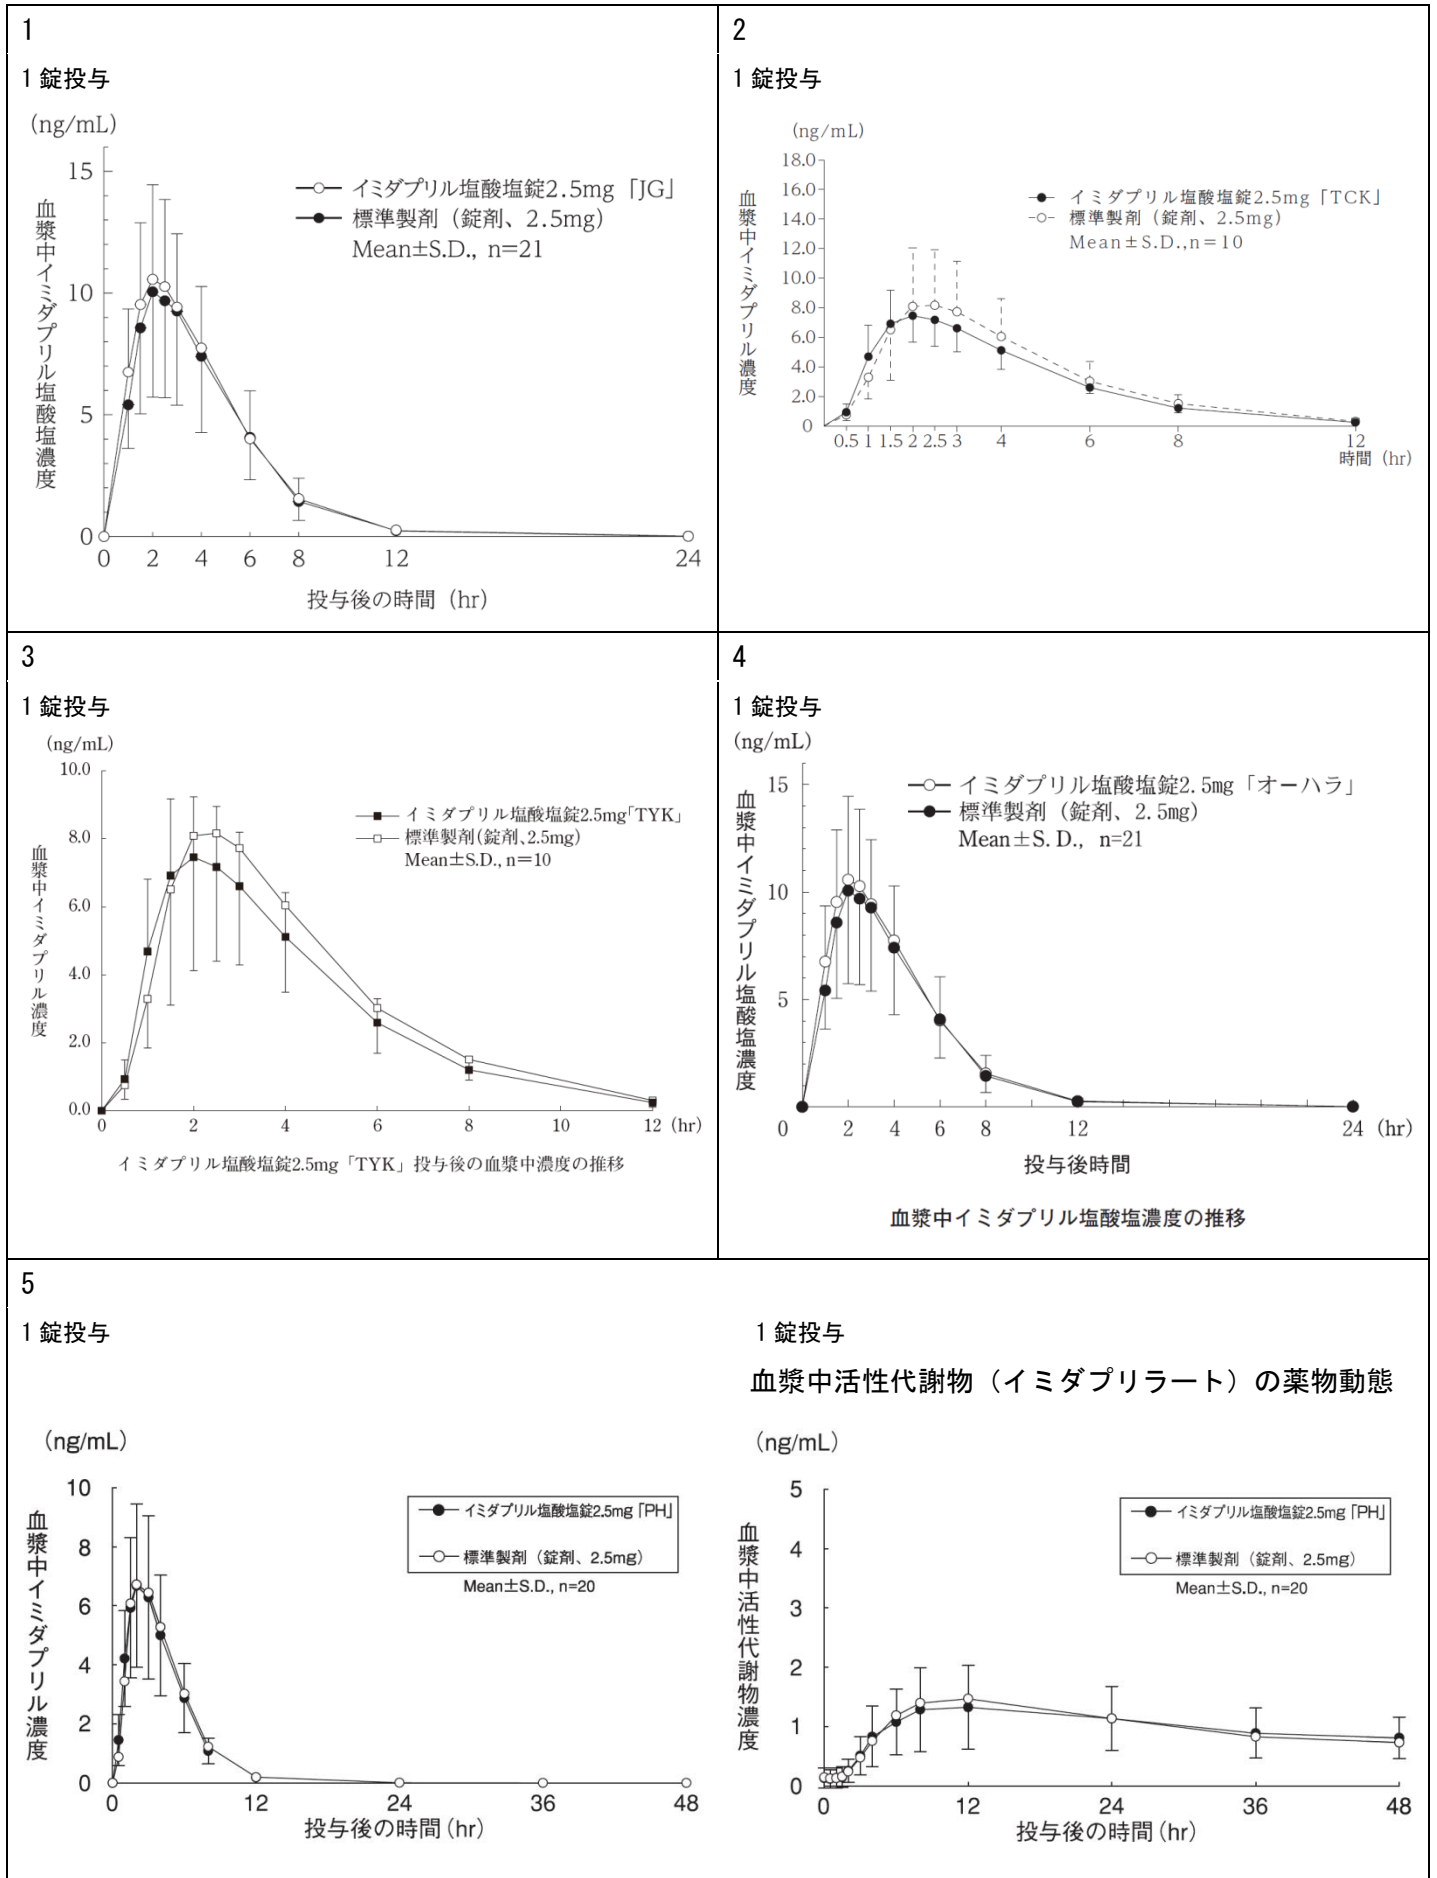 1
1錠投与
(ng/mL)
15
10
5
0
血漿中イミダプリル塩酸塩濃度
イミダプリル塩酸塩錠2.5mg「JG」
標準製剤（錠剤、2.5mg）
Mean±S.D., n=21
0 2 4 6 8 12 24
投与後の時間 (hr)
2
1錠投与
(ng/mL)
18.0
16.0
14.0
12.0
10.0
8.0
6.0
4.0
2.0
0
血漿中イミダプリル濃度
イミダプリル塩酸塩錠2.5mg「TCK」
標準製剤（錠剤、2.5mg）
Mean±S.D.,n=10
0.5 1 1.5 2 2.5 3 4 6 8 12
時間 (hr)
3
1錠投与
(ng/mL)
10.0
8.0
6.0
4.0
2.0
0.0
血漿中イミダプリル濃度
イミダプリル塩酸塩錠2.5mg「TYK」
標準製剤(錠剤、2.5mg)
Mean±S.D., n=10
0 2 4 6 8 10 12 (hr)
イミダプリル塩酸塩錠2.5mg「TYK」投与後の血漿中濃度の推移
4
1錠投与
(ng/mL)
15
10
5
血漿中イミダプリル塩酸塩濃度
イミダプリル塩酸塩錠2.5mg「オーハラ」
標準製剤（錠剤、2.5mg）
Mean±S.D., n=21
0 2 4 6 8 12 24 (hr)
投与後時間
血漿中イミダプリル塩酸塩濃度の推移
5
1錠投与
(ng/mL)
10
8
6
4
2
0
血漿中イミダプリル濃度
イミダプリル塩酸塩錠2.5mg「PH」
標準製剤（錠剤、2.5mg）
Mean±S.D., n=20
0 12 24 36 48
投与後の時間(hr)
1錠投与
血漿中活性代謝物（イミダプリラート）の薬物動態
(ng/mL)
5
4
3
2
1
0
血漿中活性代謝物濃度
イミダプリル塩酸塩錠2.5mg「PH」
標準製剤（錠剤、2.5mg）
Mean±S.D., n=20
0 12 24 36 48
投与後の時間(hr)